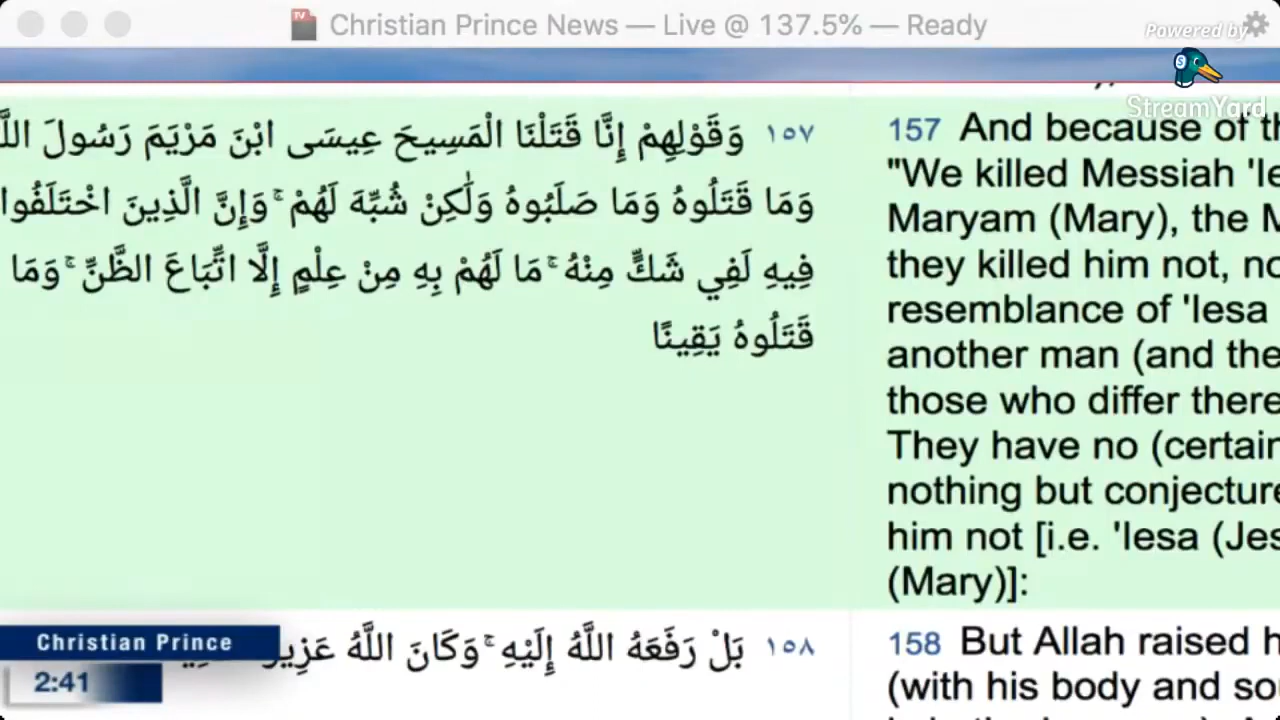 Christian Prince News — Live @ 137.5% — Ready
Powered by
StreamYard
١٥٧ وَقَوْلِهِمْ إِنَّا قَتَلْنَا الْمَسِيحَ عِيسَى ابْنَ مَرْيَمَ رَسُولَ
وَمَا قَتَلُوهُ وَمَا صَلَبُوهُ وَلَٰكِنْ شُبِّهَ لَهُمْ ۚ وَإِنَّ الَّذِينَ اخْتَلَفُوا
فِيهِ لَفِي شَكٍّ مِنْهُ ۚ مَا لَهُمْ بِهِ مِنْ عِلْمٍ إِلَّا اتِّبَاعَ الظَّنِّ ۚ وَمَا
قَتَلُوهُ يَقِينًا
157 And because of
"We killed Messiah
Maryam (Mary), the
they killed him not,
resemblance of 'Iesa
another man (and
those who differ
They have no
nothing but
him not [i.e. 'Iesa
(Mary)]:
١٥٨ بَلْ رَفَعَهُ اللَّهُ إِلَيْهِ ۚ وَكَانَ اللَّهُ
158 But Allah raised
(with his body and
Christian Prince
2:41